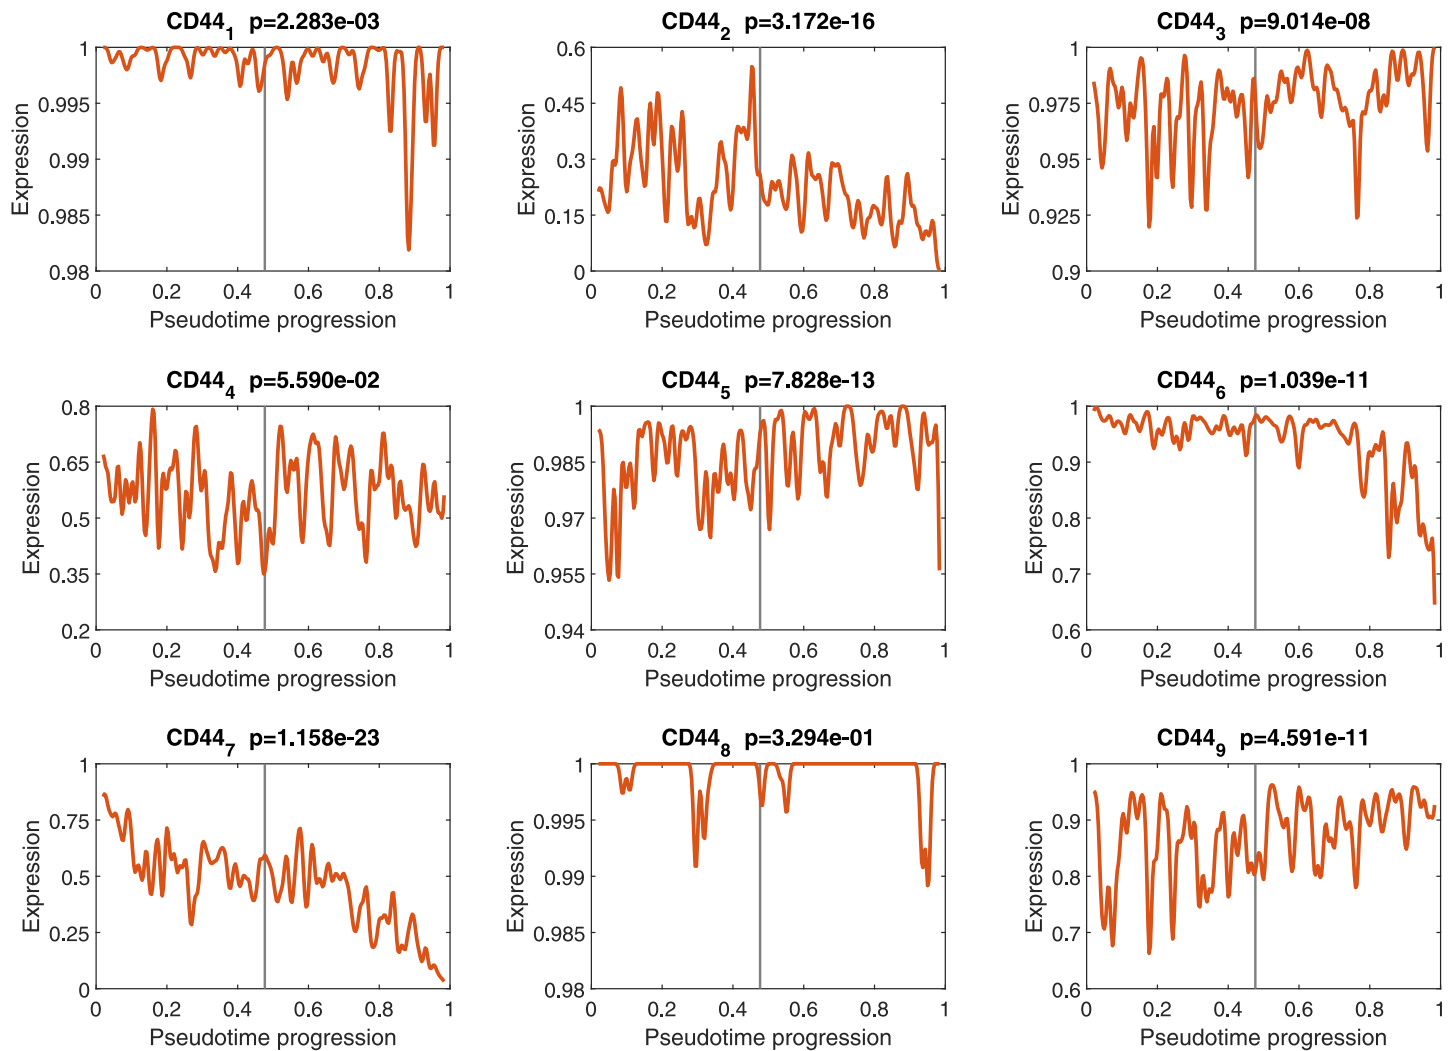 CD44₁ p=2.283e-03
1
0.995
0.99
0.985
0.98
Expression
0 0.2 0.4 0.6 0.8 1
Pseudotime progression
CD44₂ p=3.172e-16
0.6
0.45
0.3
0.15
0
Expression
0 0.2 0.4 0.6 0.8 1
Pseudotime progression
CD44₃ p=9.014e-08
1
0.975
0.95
0.925
0.9
Expression
0 0.2 0.4 0.6 0.8 1
Pseudotime progression
CD44₄ p=5.590e-02
0.8
0.65
0.5
0.35
0.2
Expression
0 0.2 0.4 0.6 0.8 1
Pseudotime progression
CD44₅ p=7.828e-13
1
0.985
0.97
0.955
0.94
Expression
0 0.2 0.4 0.6 0.8 1
Pseudotime progression
CD44₆ p=1.039e-11
1
0.9
0.8
0.7
0.6
Expression
0 0.2 0.4 0.6 0.8 1
Pseudotime progression
CD44₇ p=1.158e-23
1
0.75
0.5
0.25
0
Expression
0 0.2 0.4 0.6 0.8 1
Pseudotime progression
CD44₈ p=3.294e-01
1
0.995
0.99
0.985
0.98
Expression
0 0.2 0.4 0.6 0.8 1
Pseudotime progression
CD44₉ p=4.591e-11
1
0.9
0.8
0.7
0.6
Expression
0 0.2 0.4 0.6 0.8 1
Pseudotime progression